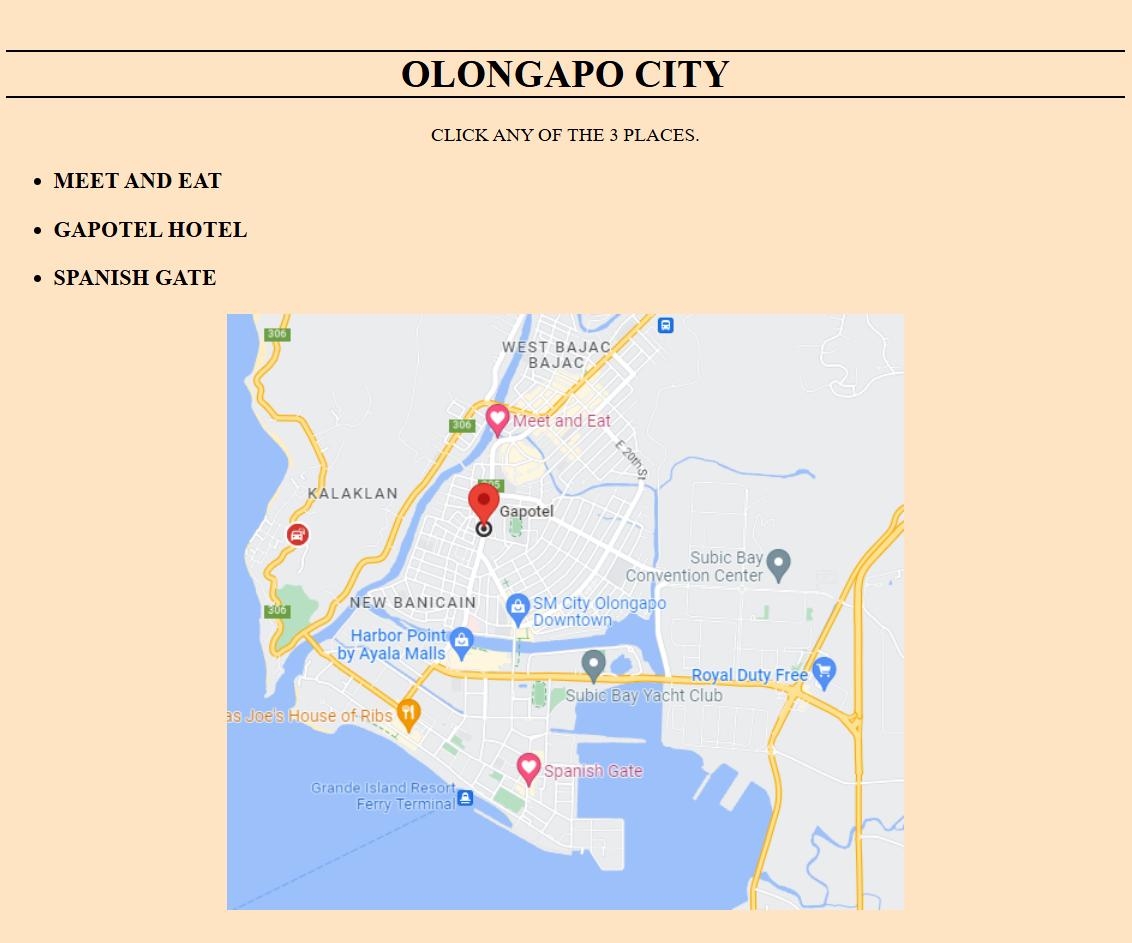 OLONGAPO CITY
CLICK ANY OF THE 3 PLACES.
MEET AND EAT
GAPOTEL HOTEL
SPANISH GATE
306
WEST BAJAC
BAJAC
306
Meet and Eat
E 20th St
KALAKLAN
Gapotel
Subic Bay
Convention Center
306
NEW BANICAIN
SM City Olongapo
Downtown
Harbor Point
by Ayala Malls
Royal Duty Free
Subic Bay Yacht Club
as Joe's House of Ribs
Spanish Gate
Grande Island Resort
Ferry Terminal